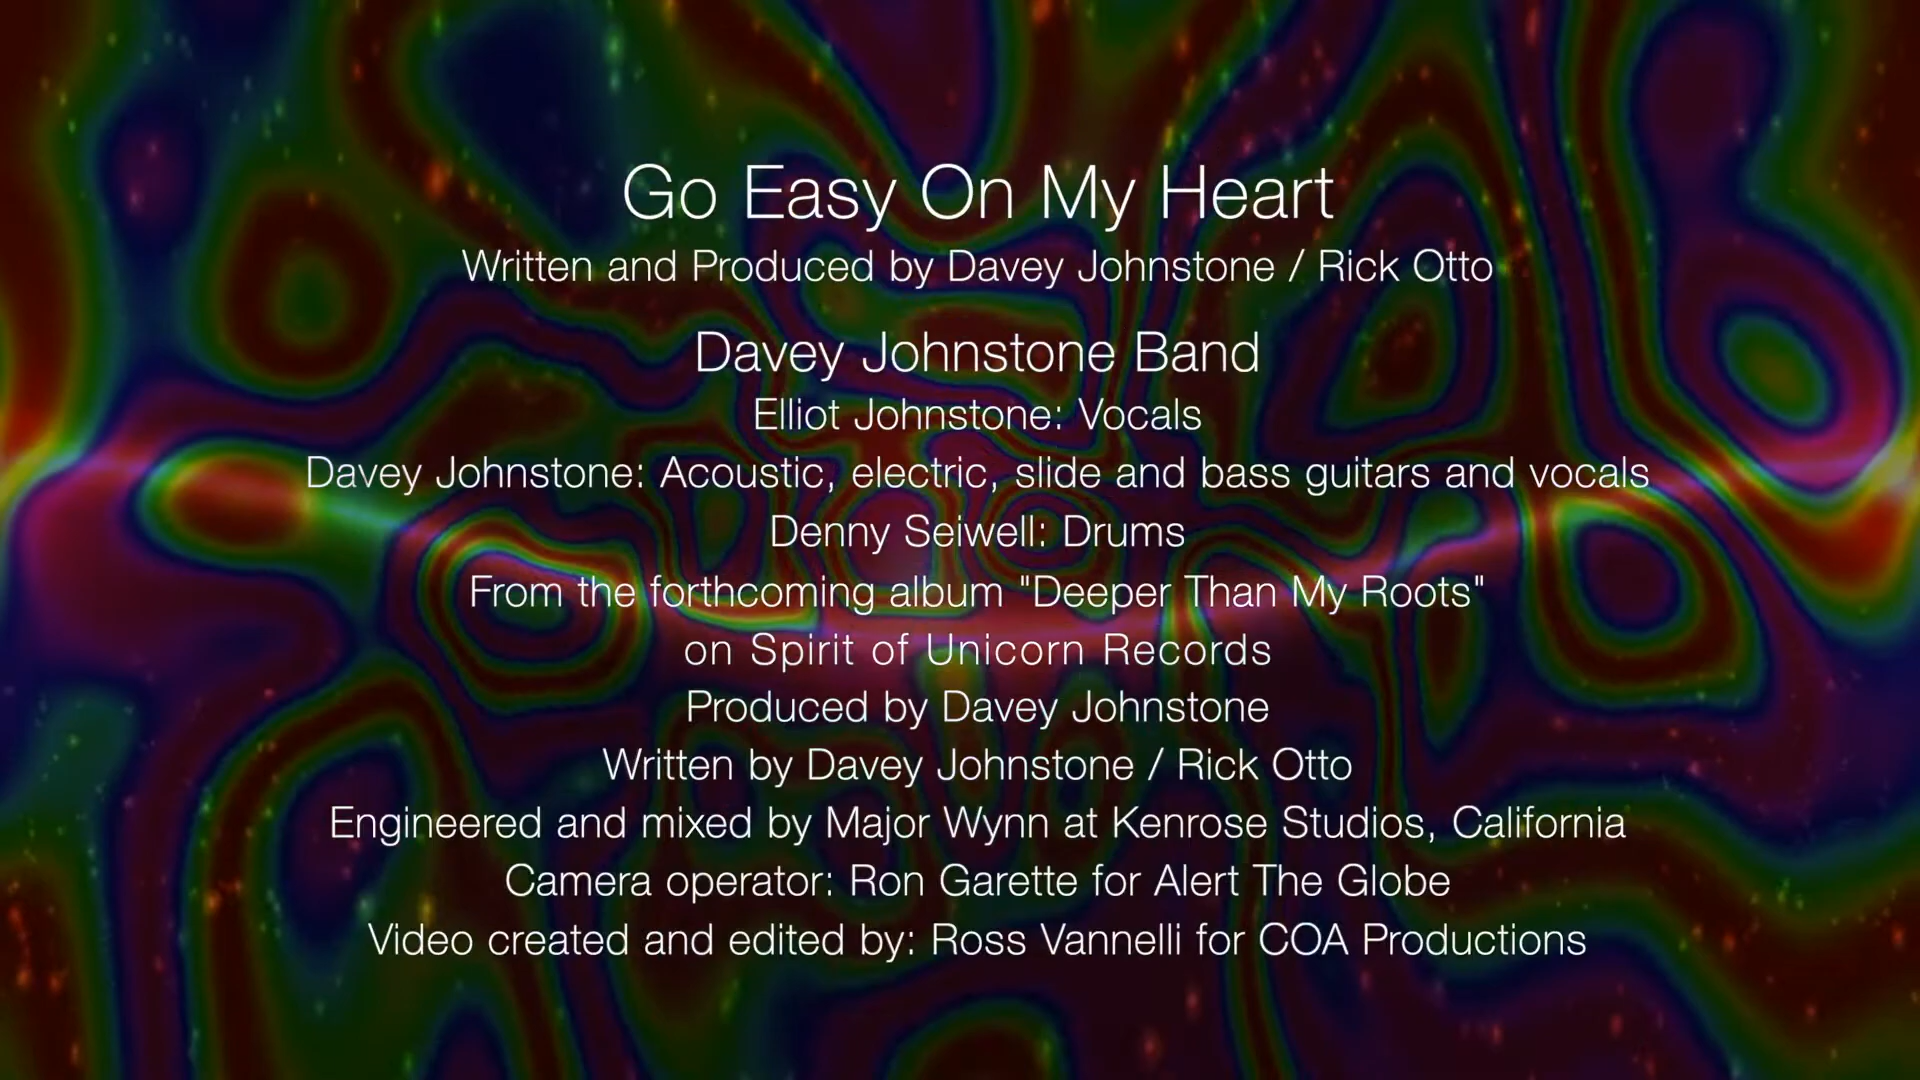 Go Easy On My Heart
Written and Produced by Davey Johnstone / Rick Otto
Davey Johnstone Band
Elliot Johnstone: Vocals
Davey Johnstone: Acoustic, electric, slide and bass guitars and vocals
Denny Seiwell: Drums
From the forthcoming album "Deeper Than My Roots"
on Spirit of Unicorn Records
Produced by Davey Johnstone
Written by Davey Johnstone / Rick Otto
Engineered and mixed by Major Wynn at Kenrose Studios, California
Camera operator: Ron Garette for Alert The Globe
Video created and edited by: Ross Vannelli for COA Productions